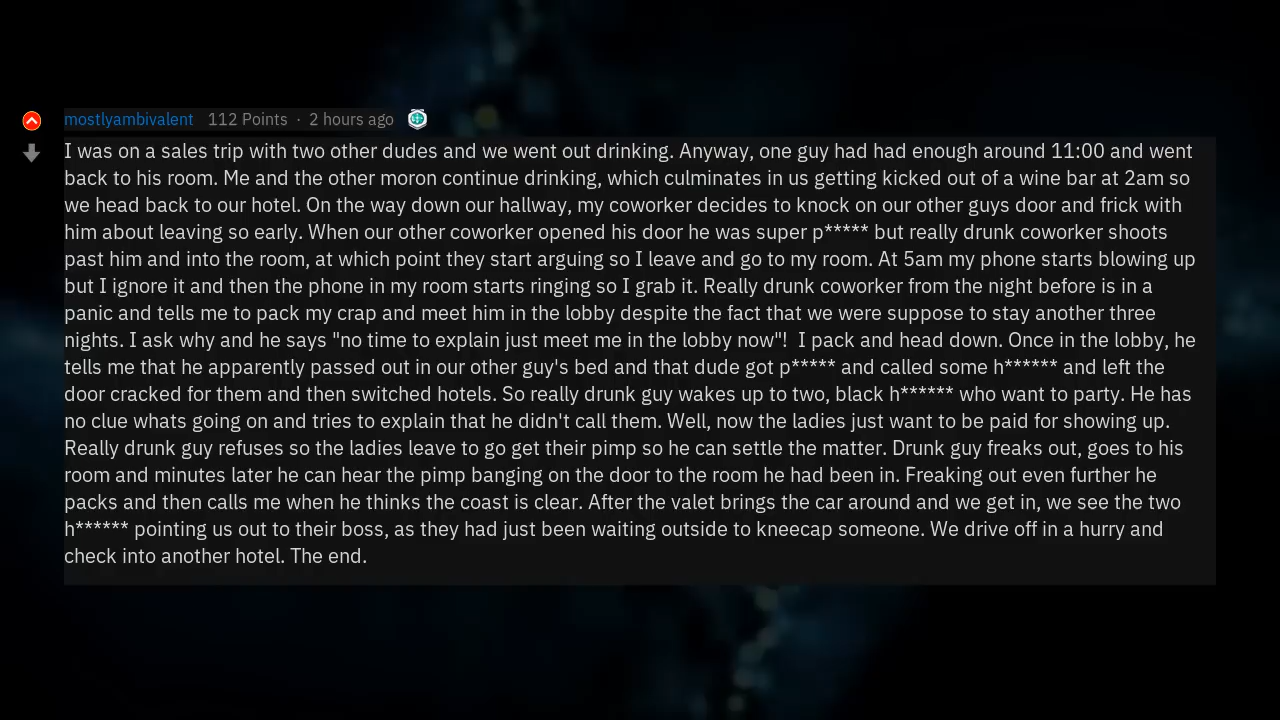 mostlyambivalent 112 Points · 2 hours ago
I was on a sales trip with two other dudes and we went out drinking. Anyway, one guy had had enough around 11:00 and went
back to his room. Me and the other moron continue drinking, which culminates in us getting kicked out of a wine bar at 2am so
we head back to our hotel. On the way down our hallway, my coworker decides to knock on our other guys door and frick with
him about leaving so early. When our other coworker opened his door he was super p***** but really drunk coworker shoots
past him and into the room, at which point they start arguing so I leave and go to my room. At 5am my phone starts blowing up
but I ignore it and then the phone in my room starts ringing so I grab it. Really drunk coworker from the night before is in a
panic and tells me to pack my crap and meet him in the lobby despite the fact that we were suppose to stay another three
nights. I ask why and he says "no time to explain just meet me in the lobby now"!  I pack and head down. Once in the lobby, he
tells me that he apparently passed out in our other guy's bed and that dude got p***** and called some h****** and left the
door cracked for them and then switched hotels. So really drunk guy wakes up to two, black h****** who want to party. He has
no clue whats going on and tries to explain that he didn't call them. Well, now the ladies just want to be paid for showing up.
Really drunk guy refuses so the ladies leave to go get their pimp so he can settle the matter. Drunk guy freaks out, goes to his
room and minutes later he can hear the pimp banging on the door to the room he had been in. Freaking out even further he
packs and then calls me when he thinks the coast is clear. After the valet brings the car around and we get in, we see the two
h****** pointing us out to their boss, as they had just been waiting outside to kneecap someone. We drive off in a hurry and
check into another hotel. The end.